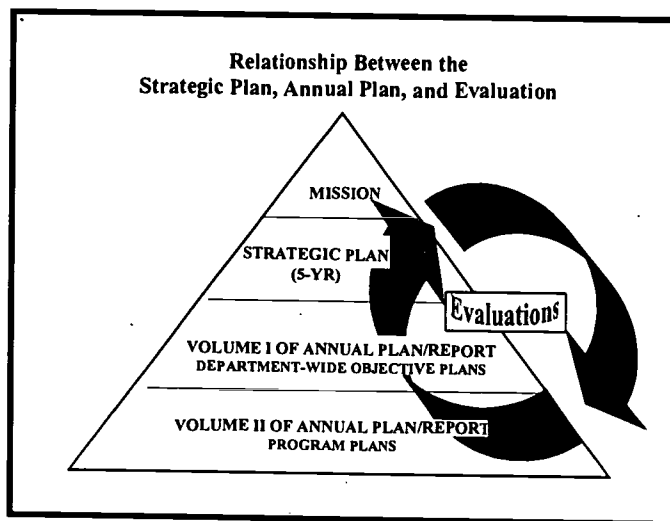 Relationship Between the
Strategic Plan, Annual Plan, and Evaluation
MISSION
STRATEGIC PLAN
(5-YR)
Evaluations
VOLUME I OF ANNUAL PLAN/REPORT
DEPARTMENT-WIDE OBJECTIVE PLANS
VOLUME II OF ANNUAL PLAN/REPORT
PROGRAM PLANS